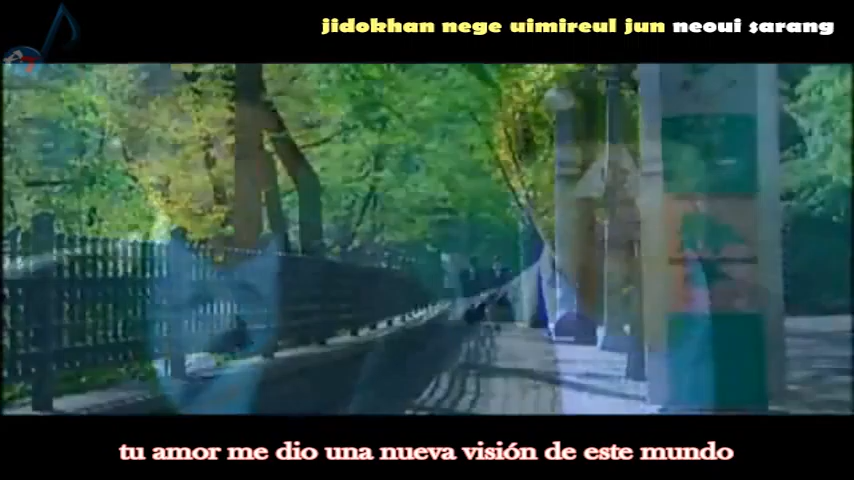 jidokhan nege uimireul jun neoui sarang
tu amor me dio una nueva visión de este mundo